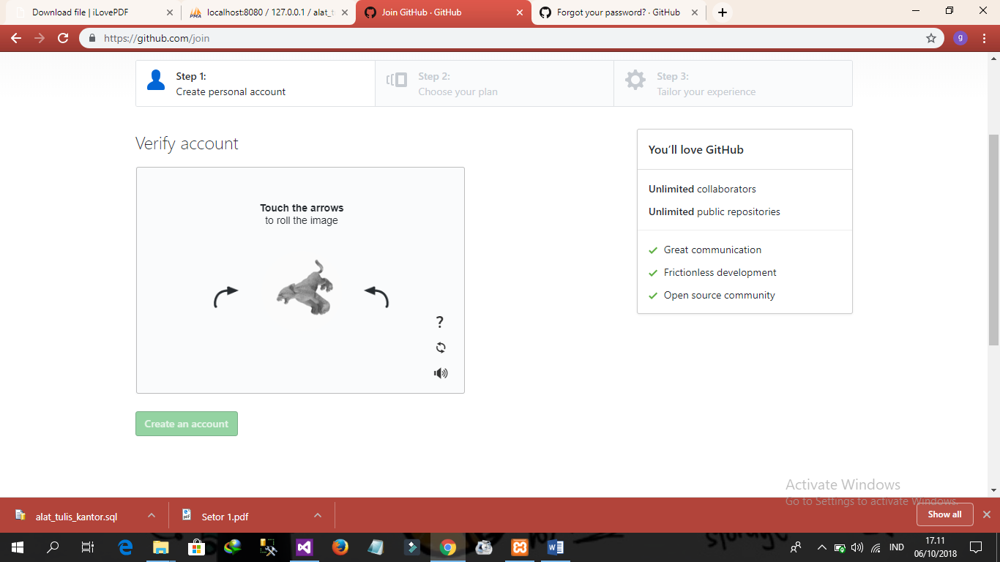 Download file | iLovePDF
localhost:8080 / 127.0.0.1 / alat_t
Join GitHub · GitHub
Forgot your password? · GitHub
https://github.com/join
g
Step 1:
Create personal account
Step 2:
Choose your plan
Step 3:
Tailor your experience
Verify account
Touch the arrows
to roll the image
?
You'll love GitHub
Unlimited collaborators
Unlimited public repositories
Great communication
Frictionless development
Open source community
Create an account
Activate Windows
Go to Settings to activate Windows.
alat_tulis_kantor.sql
Setor 1.pdf
Show all
storage
IND
17.11
06/10/2018